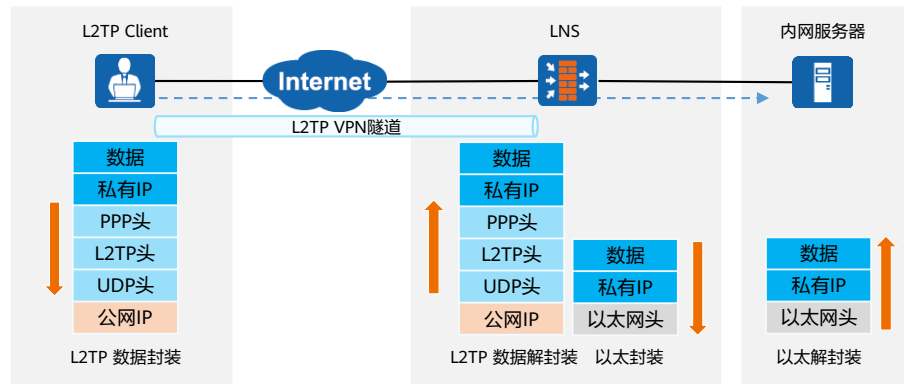 L2TP Client
LNS
内网服务器
Internet
L2TP VPN隧道
数据
私有IP
PPP头
L2TP头
UDP头
公网IP
L2TP 数据封装
数据
私有IP
PPP头
L2TP头
UDP头
公网IP
L2TP 数据解封装
数据
私有IP
以太网头
以太封装
数据
私有IP
以太网头
以太解封装